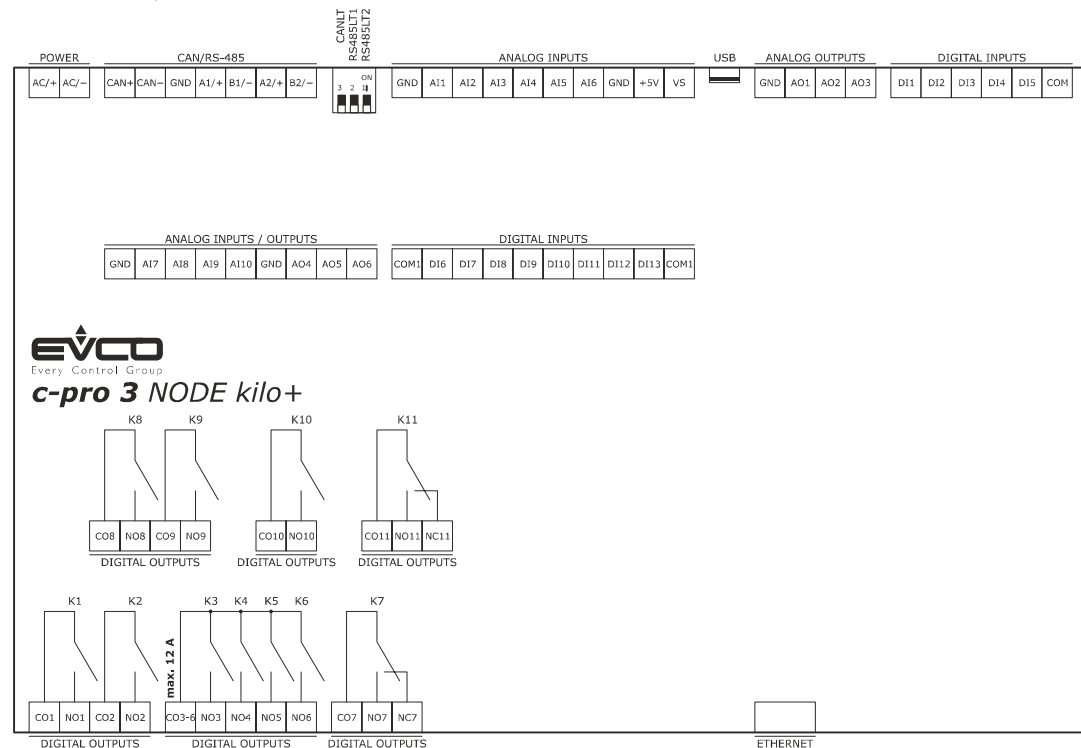 CANLT
RS485LT1
RS485LT2
POWER CAN/RS-485 ANALOG INPUTS USB ANALOG OUTPUTS DIGITAL INPUTS
AC/+ AC/− CAN+ CAN− GND A1/+ B1/− A2/+ B2/− GND AI1 AI2 AI3 AI4 AI5 AI6 GND +5V VS GND AO1 AO2 AO3 DI1 DI2 DI3 DI4 DI5 COM
ON
3 2 1
ANALOG INPUTS / OUTPUTS DIGITAL INPUTS
GND AI7 AI8 AI9 AI10 GND AO4 AO5 AO6 COM1 DI6 DI7 DI8 DI9 DI10 DI11 DI12 DI13 COM1
EVCO
Every Control Group
c-pro 3 NODE kilo+
K8 K9 K10 K11
CO8 NO8 CO9 NO9 CO10 NO10 CO11 NO11 NC11
DIGITAL OUTPUTS DIGITAL OUTPUTS DIGITAL OUTPUTS
K1 K2 K3 K4 K5 K6 K7
max. 12 A
CO1 NO1 CO2 NO2 CO3-6 NO3 NO4 NO5 NO6 CO7 NO7 NC7
DIGITAL OUTPUTS DIGITAL OUTPUTS DIGITAL OUTPUTS ETHERNET